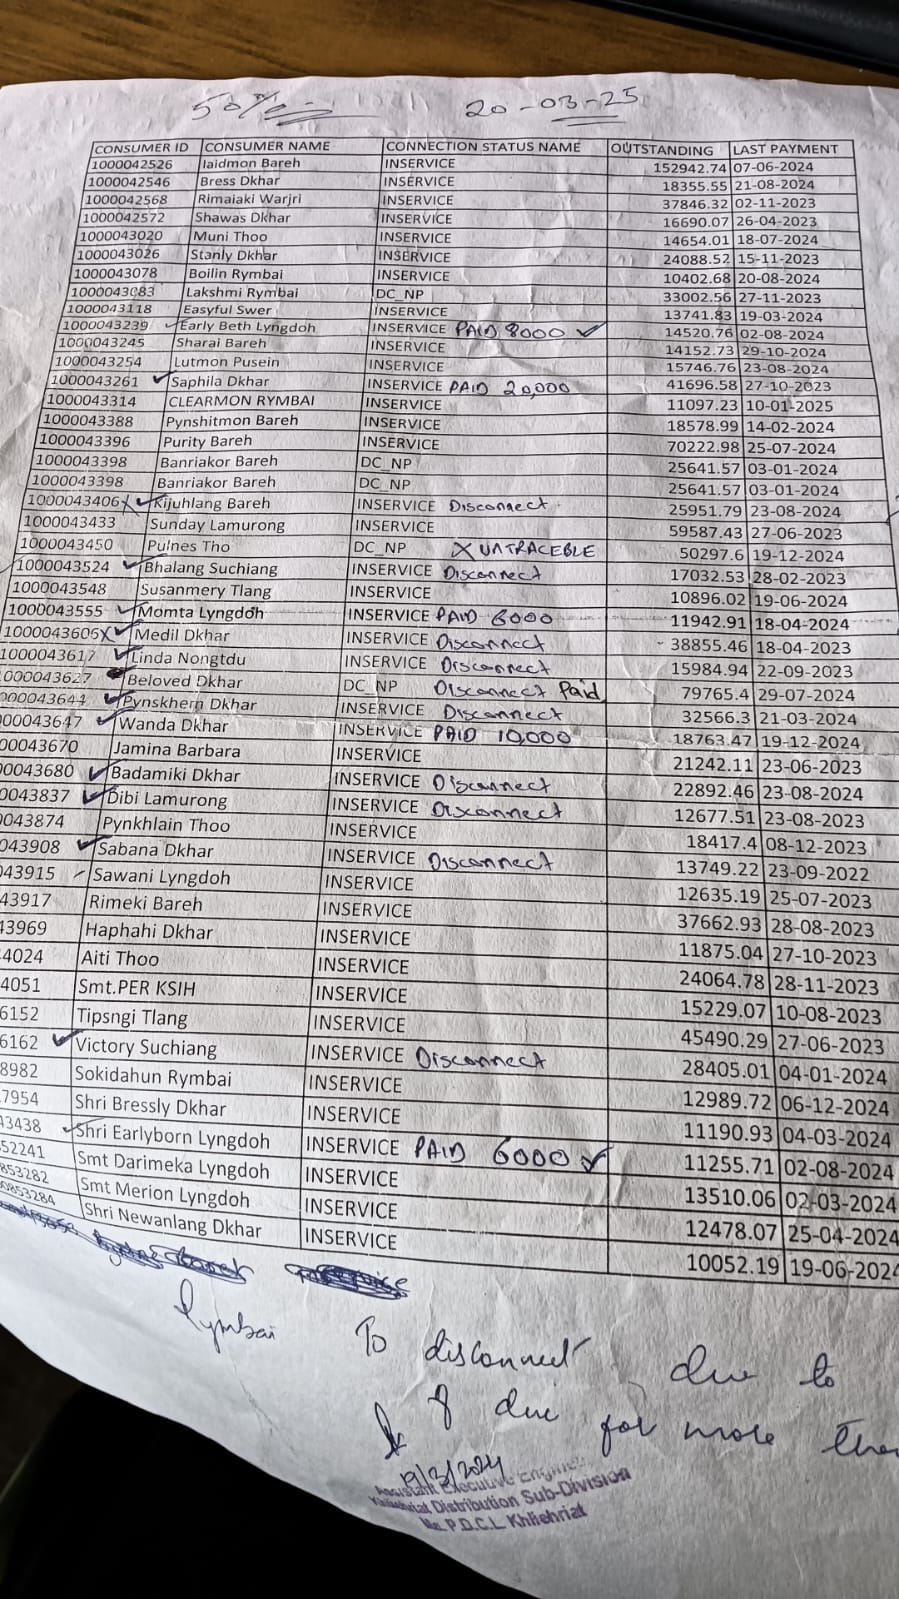 50% 20-03-25
CONSUMER ID CONSUMER NAME CONNECTION STATUS NAME OUTSTANDING LAST PAYMENT
1000042526 Iaidmon Bareh INSERVICE 152942.74 07-06-2024
1000042546 Bress Dkhar INSERVICE 18355.55 21-08-2024
1000042568 Rimaiaki Warjri INSERVICE 37846.32 02-11-2023
1000042572 Shawas Dkhar INSERVICE 16690.07 26-04-2023
1000043020 Muni Thoo INSERVICE 14654.01 18-07-2024
1000043026 Stanly Dkhar INSERVICE 24088.52 15-11-2023
1000043078 Boilin Rymbai INSERVICE 10402.68 20-08-2024
1000043083 Lakshmi Rymbai DC_NP 33002.56 27-11-2023
1000043118 Easyful Swer INSERVICE 13741.83 19-03-2024
1000043239 Early Beth Lyngdoh INSERVICE PAID 8000 ✓ 14520.76 02-08-2024
1000043245 Sharai Bareh INSERVICE 14152.73 29-10-2024
1000043254 Lutmon Pusein INSERVICE 15746.76 23-08-2024
1000043261 ✓ Saphila Dkhar INSERVICE PAID 20,000 41696.58 27-10-2023
1000043314 CLEARMON RYMBAI INSERVICE 11097.23 10-01-2025
1000043388 Pynshitmon Bareh INSERVICE 18578.99 14-02-2024
1000043396 Purity Bareh INSERVICE 70222.98 25-07-2024
1000043398 Banriakor Bareh DC_NP 25641.57 03-01-2024
1000043398 Banriakor Bareh DC_NP 25641.57 03-01-2024
1000043406 X ✓ Kijuhlang Bareh INSERVICE Disconnect 25951.79 23-08-2024
1000043433 Sunday Lamurong INSERVICE 59587.43 27-06-2023
1000043450 Pulnes Tho DC_NP X UNTRACEBLE 50297.6 19-12-2024
1000043524 ✓ Bhalang Suchiang INSERVICE Disconnect 17032.53 28-02-2023
1000043548 Susanmery Tlang INSERVICE 10896.02 19-06-2024
1000043555 ✓ Momta Lyngdoh INSERVICE PAID 6000 11942.91 18-04-2024
1000043606 X ✓ Medil Dkhar INSERVICE Disconnect 38855.46 18-04-2023
1000043617 ✓ Linda Nongtdu INSERVICE Disconnect 15984.94 22-09-2023
000043627 Beloved Dkhar DC_NP Disconnect Paid 79765.4 29-07-2024
000043644 ✓ Pynskhem Dkhar INSERVICE Disconnect 32566.3 21-03-2024
000043647 ✓ Wanda Dkhar INSERVICE PAID 10,000 18763.47 19-12-2024
00043670 Jamina Barbara INSERVICE 21242.11 23-06-2023
00043680 ✓ Badamiki Dkhar INSERVICE Disconnect 22892.46 23-08-2024
0043837 ✓ Dibi Lamurong INSERVICE Disconnect 12677.51 23-08-2023
043874 Pynkhlain Thoo INSERVICE 18417.4 08-12-2023
043908 ✓ Sabana Dkhar INSERVICE Disconnect 13749.22 23-09-2022
43915 Sawani Lyngdoh INSERVICE 12635.19 25-07-2023
43917 Rimeki Bareh INSERVICE 37662.93 28-08-2023
3969 Haphahi Dkhar INSERVICE 11875.04 27-10-2023
4024 Aiti Thoo INSERVICE 24064.78 28-11-2023
4051 Smt.PER KSIH INSERVICE 15229.07 10-08-2023
6152 Tipsngi Tlang INSERVICE 45490.29 27-06-2023
6162 ✓ Victory Suchiang INSERVICE Disconnect 28405.01 04-01-2024
8982 Sokidahun Rymbai INSERVICE 12989.72 06-12-2024
7954 Shri Bressly Dkhar INSERVICE 11190.93 04-03-2024
3438 ✓ Shri Earlyborn Lyngdoh INSERVICE PAID 6000 ✓ 11255.71 02-08-2024
52241 Smt Darimeka Lyngdoh INSERVICE 13510.06 02-03-2024
853282 Smt Merion Lyngdoh INSERVICE 12478.07 25-04-2024
0853284 Shri Newanlang Dkhar INSERVICE 10052.19 19-06-2024
Rymbai To disconnect due to
of due for more than
19/3/2024
Assistant Executive Engineer
Khliehriat Distribution Sub-Division
Me.P.D.C.L Khliehriat